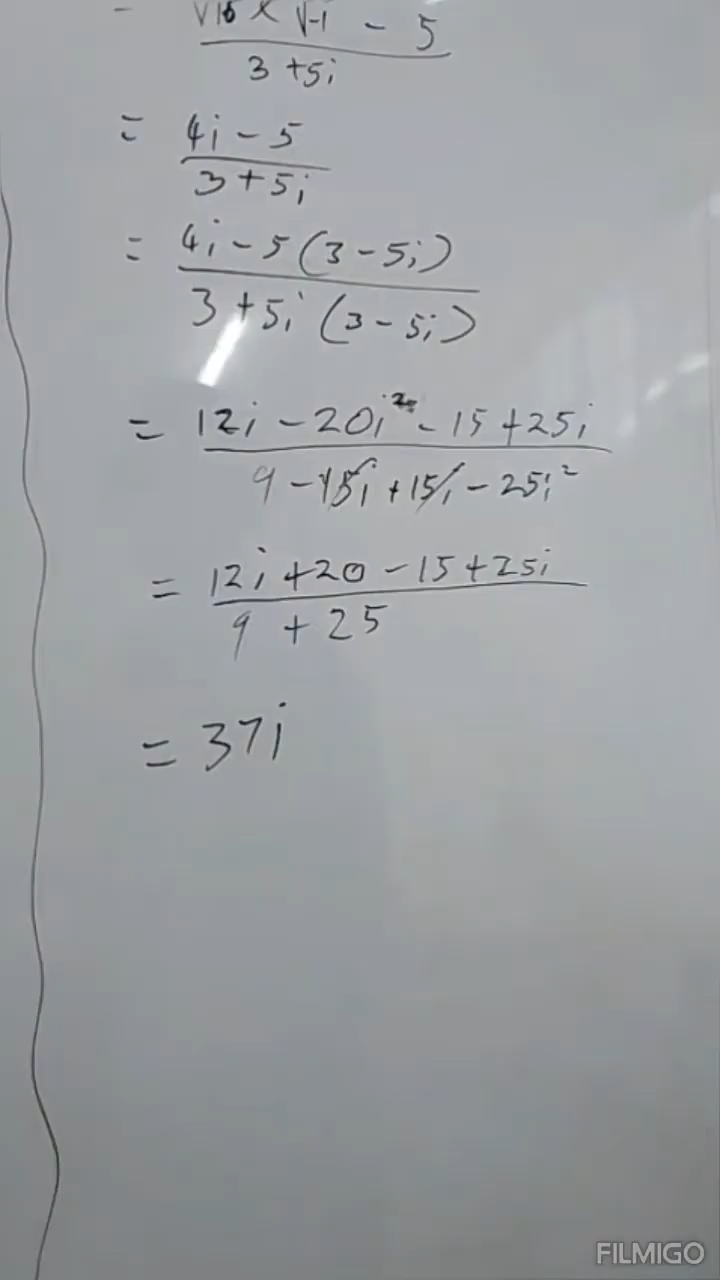 = √16 × √-1 - 5
3 + 5i
= 4i - 5
3 + 5i
= 4i - 5 (3 - 5i)
3 + 5i (3 - 5i)
= 12i - 20i² - 15 + 25i
9 - 15i + 15i - 25i²
= 12i + 20 - 15 + 25i
9 + 25
= 37i
FILMIGO